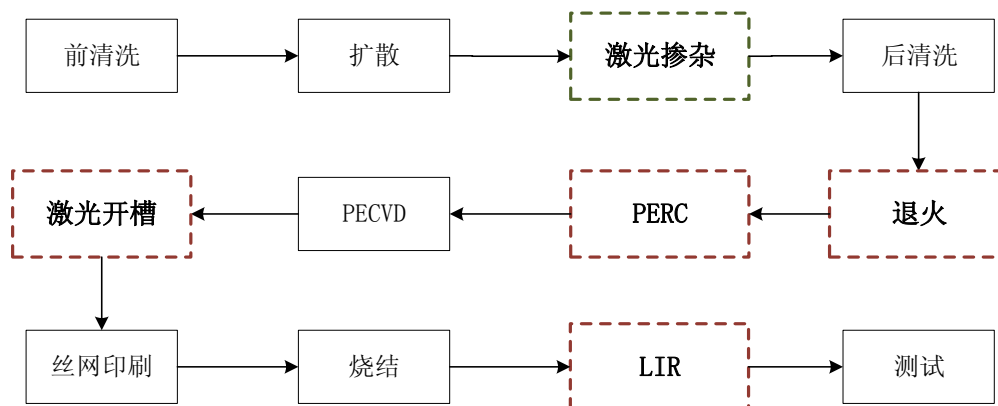 前清洗
扩散
激光掺杂
后清洗
激光开槽
PECVD
PERC
退火
丝网印刷
烧结
LIR
测试